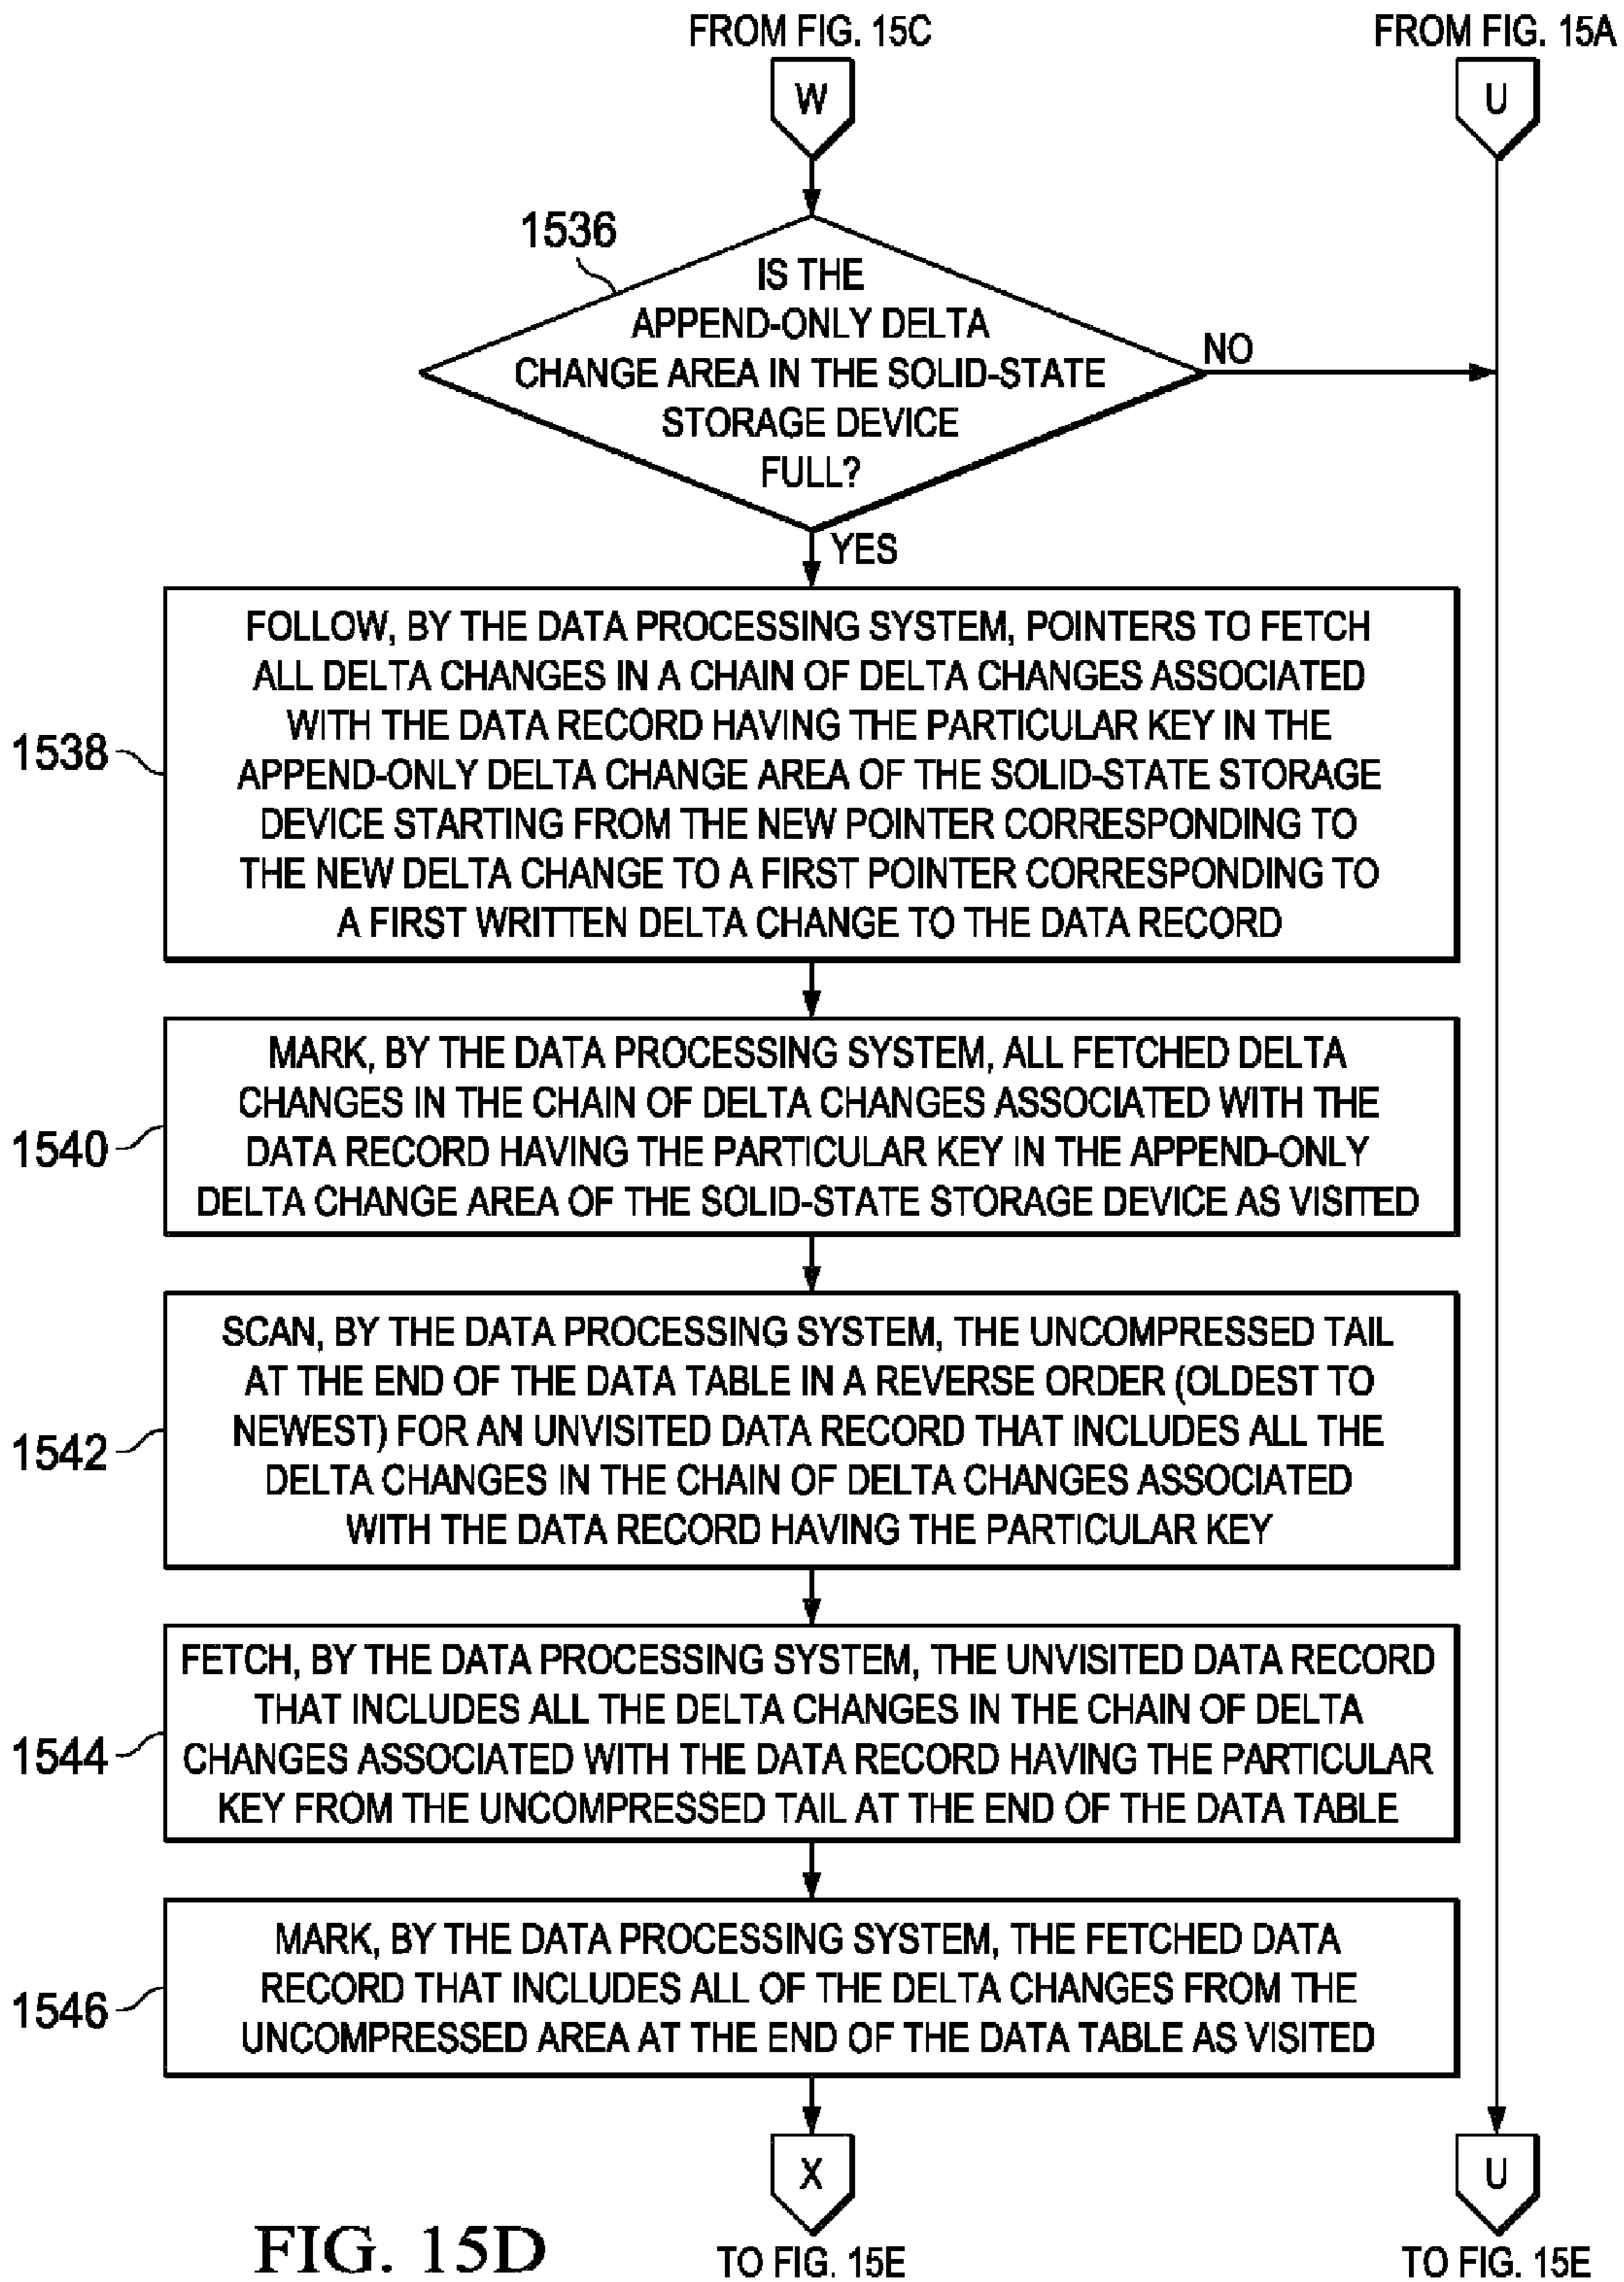 FROM FIG. 15C
FROM FIG. 15A
W
U
1536
IS THE
APPEND-ONLY DELTA
CHANGE AREA IN THE SOLID-STATE
STORAGE DEVICE
FULL?
NO
YES
1538
FOLLOW, BY THE DATA PROCESSING SYSTEM, POINTERS TO FETCH
ALL DELTA CHANGES IN A CHAIN OF DELTA CHANGES ASSOCIATED
WITH THE DATA RECORD HAVING THE PARTICULAR KEY IN THE
APPEND-ONLY DELTA CHANGE AREA OF THE SOLID-STATE STORAGE
DEVICE STARTING FROM THE NEW POINTER CORRESPONDING TO
THE NEW DELTA CHANGE TO A FIRST POINTER CORRESPONDING TO
A FIRST WRITTEN DELTA CHANGE TO THE DATA RECORD
1540
MARK, BY THE DATA PROCESSING SYSTEM, ALL FETCHED DELTA
CHANGES IN THE CHAIN OF DELTA CHANGES ASSOCIATED WITH THE
DATA RECORD HAVING THE PARTICULAR KEY IN THE APPEND-ONLY
DELTA CHANGE AREA OF THE SOLID-STATE STORAGE DEVICE AS VISITED
1542
SCAN, BY THE DATA PROCESSING SYSTEM, THE UNCOMPRESSED TAIL
AT THE END OF THE DATA TABLE IN A REVERSE ORDER (OLDEST TO
NEWEST) FOR AN UNVISITED DATA RECORD THAT INCLUDES ALL THE
DELTA CHANGES IN THE CHAIN OF DELTA CHANGES ASSOCIATED
WITH THE DATA RECORD HAVING THE PARTICULAR KEY
1544
FETCH, BY THE DATA PROCESSING SYSTEM, THE UNVISITED DATA RECORD
THAT INCLUDES ALL THE DELTA CHANGES IN THE CHAIN OF DELTA
CHANGES ASSOCIATED WITH THE DATA RECORD HAVING THE PARTICULAR
KEY FROM THE UNCOMPRESSED TAIL AT THE END OF THE DATA TABLE
1546
MARK, BY THE DATA PROCESSING SYSTEM, THE FETCHED DATA
RECORD THAT INCLUDES ALL OF THE DELTA CHANGES FROM THE
UNCOMPRESSED AREA AT THE END OF THE DATA TABLE AS VISITED
X
U
FIG. 15D
TO FIG. 15E
TO FIG. 15E